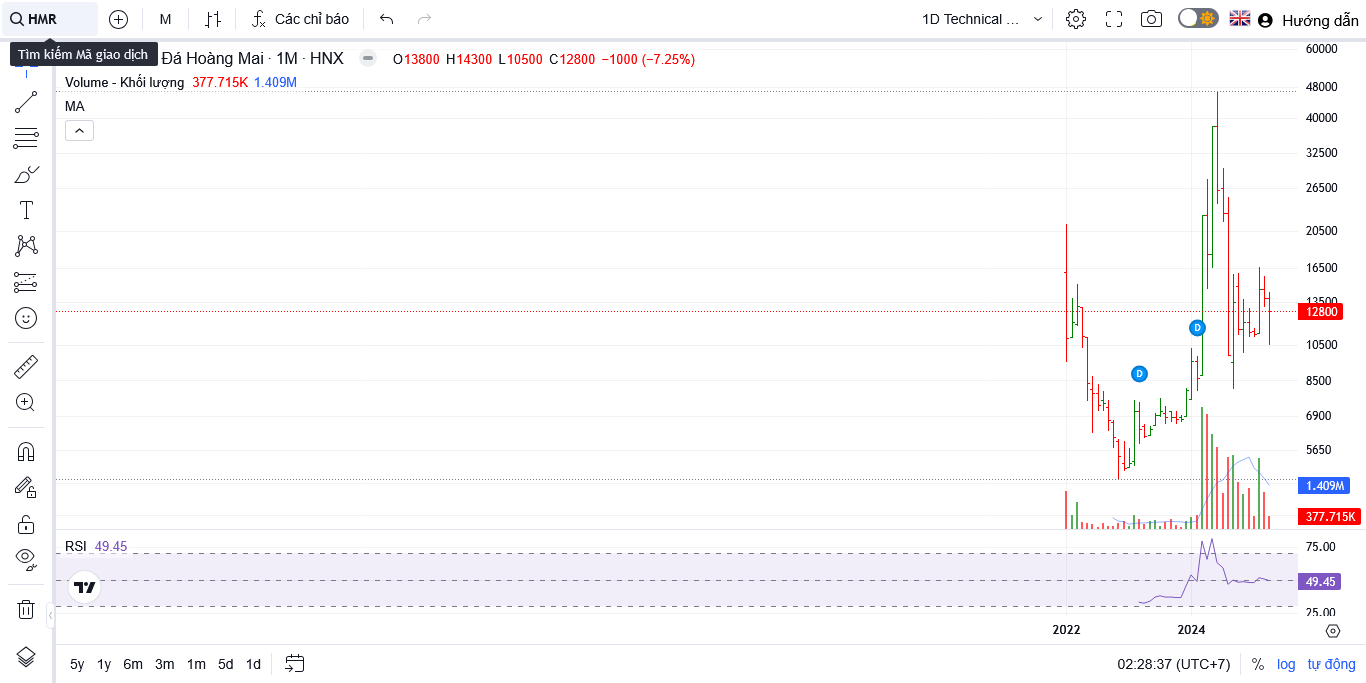 HMR M Các chỉ báo 1D Technical ... Hướng dẫn
Tìm kiếm Mã giao dịch
Đá Hoàng Mai · 1M · HNX O13800 H14300 L10500 C12800 −1000 (−7.25%)
Volume - Khối lượng 377.715K 1.409M
MA
60000
48000
40000
32500
26500
20500
16500
13500
12800
D
10500
D
8500
6900
5650
1.409M
377.715K
RSI 49.45
75.00
49.45
25.00
2022 2024
5y 1y 6m 3m 1m 5d 1d 02:28:37 (UTC+7) % log tự động